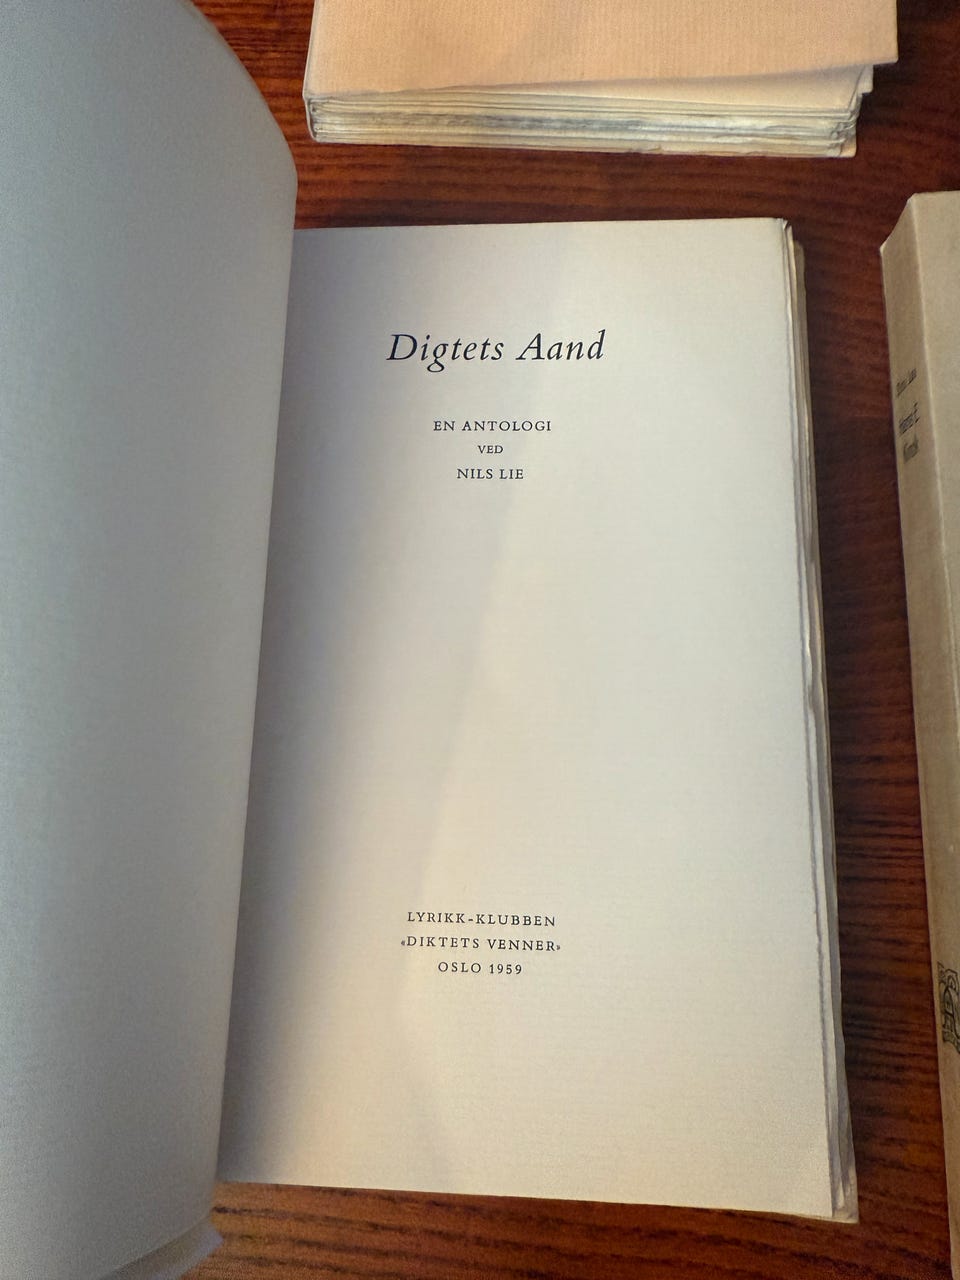 Digtets Aand
EN ANTOLOGI
VED
NILS LIE
LYRIKK-KLUBBEN
«DIKTETS VENNER»
OSLO 1959